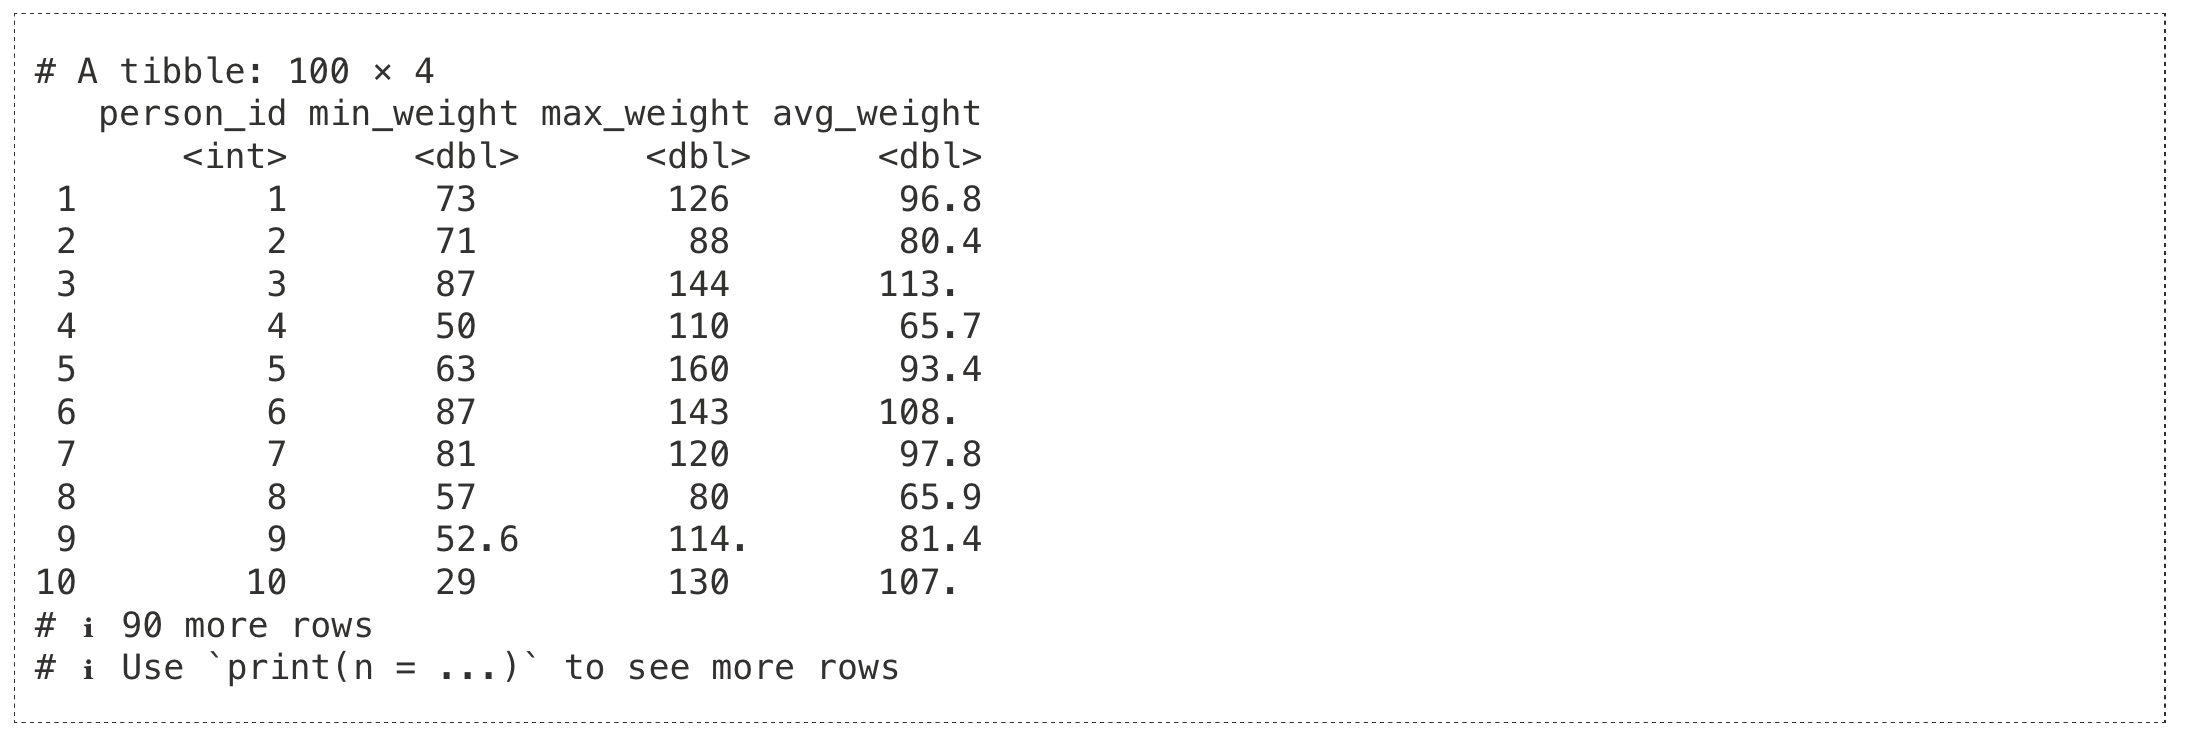 # A tibble: 100 × 4
   person_id min_weight max_weight avg_weight
       <int>      <dbl>      <dbl>      <dbl>
 1         1       73         126        96.8
 2         2       71          88        80.4
 3         3       87         144       113. 
 4         4       50         110        65.7
 5         5       63         160        93.4
 6         6       87         143       108. 
 7         7       81         120        97.8
 8         8       57          80        65.9
 9         9       52.6       114.       81.4
10        10       29         130       107. 
# ℹ 90 more rows
# ℹ Use `print(n = ...)` to see more rows